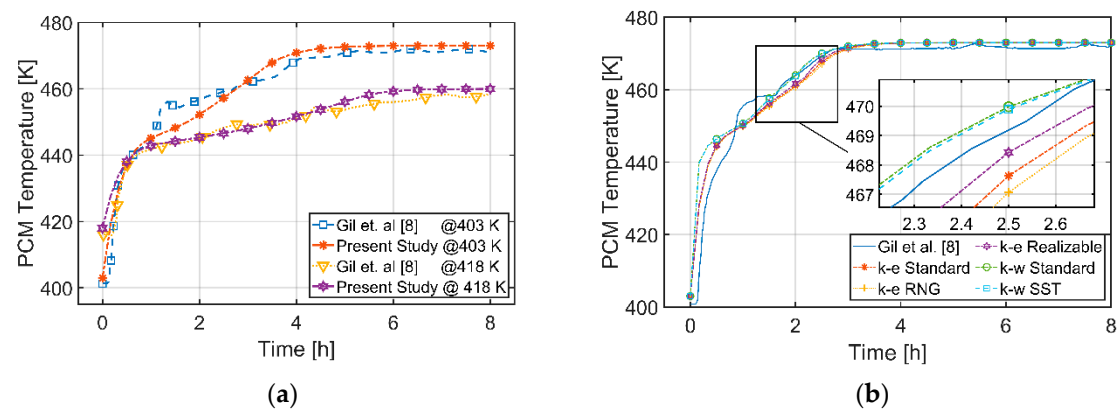 480
460
440
420
400
PCM Temperature [K]
0
2
4
6
8
Time [h]
Gil et. al [8] @403 K
Present Study @403 K
Gil et. al [8] @418 K
Present Study @ 418 K
(a)
480
460
440
420
400
PCM Temperature [K]
470
469
468
467
2.3
2.4
2.5
2.6
Gil et al. [8]
k-e Standard
k-e RNG
k-e Realizable
k-w Standard
k-w SST
0
2
4
6
8
Time [h]
(b)